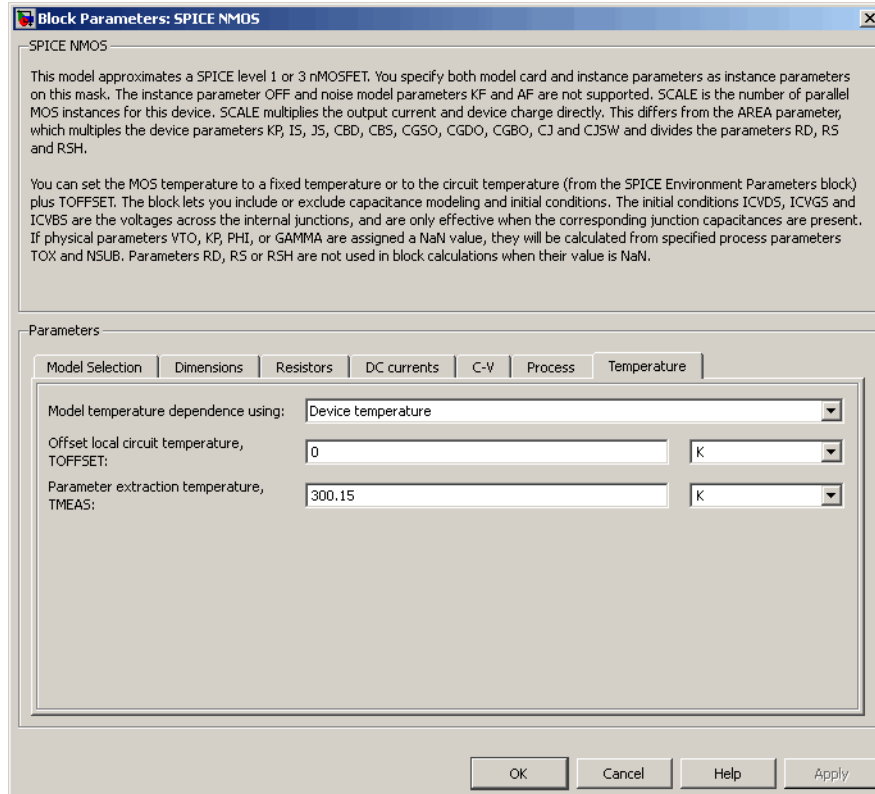 Block Parameters: SPICE NMOS
SPICE NMOS
This model approximates a SPICE level 1 or 3 nMOSFET. You specify both model card and instance parameters as instance parameters
on this mask. The instance parameter OFF and noise model parameters KF and AF are not supported. SCALE is the number of parallel
MOS instances for this device. SCALE multiplies the output current and device charge directly. This differs from the AREA parameter,
which multiples the device parameters KP, IS, JS, CBD, CBS, CGSO, CGDO, CGBO, CJ and CJSW and divides the parameters RD, RS
and RSH.
You can set the MOS temperature to a fixed temperature or to the circuit temperature (from the SPICE Environment Parameters block)
plus TOFFSET. The block lets you include or exclude capacitance modeling and initial conditions. The initial conditions ICVDS, ICVGS and
ICVBS are the voltages across the internal junctions, and are only effective when the corresponding junction capacitances are present.
If physical parameters VTO, KP, PHI, or GAMMA are assigned a NaN value, they will be calculated from specified process parameters
TOX and NSUB. Parameters RD, RS or RSH are not used in block calculations when their value is NaN.
Parameters
Model Selection Dimensions Resistors DC currents C-V Process Temperature
Model temperature dependence using: Device temperature
Offset local circuit temperature,
TOFFSET: 0 K
Parameter extraction temperature,
TMEAS: 300.15 K
OK Cancel Help Apply